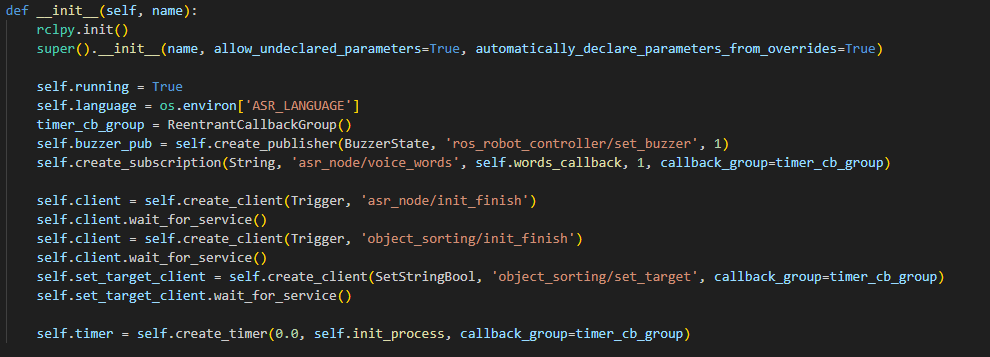 def __init__(self, name):
rclpy.init()
super().__init__(name, allow_undeclared_parameters=True, automatically_declare_parameters_from_overrides=True)
self.running = True
self.language = os.environ['ASR_LANGUAGE']
timer_cb_group = ReentrantCallbackGroup()
self.buzzer_pub = self.create_publisher(BuzzerState, 'ros_robot_controller/set_buzzer', 1)
self.create_subscription(String, 'asr_node/voice_words', self.words_callback, 1, callback_group=timer_cb_group)
self.client = self.create_client(Trigger, 'asr_node/init_finish')
self.client.wait_for_service()
self.client = self.create_client(Trigger, 'object_sorting/init_finish')
self.client.wait_for_service()
self.set_target_client = self.create_client(SetStringBool, 'object_sorting/set_target', callback_group=timer_cb_group)
self.set_target_client.wait_for_service()
self.timer = self.create_timer(0.0, self.init_process, callback_group=timer_cb_group)